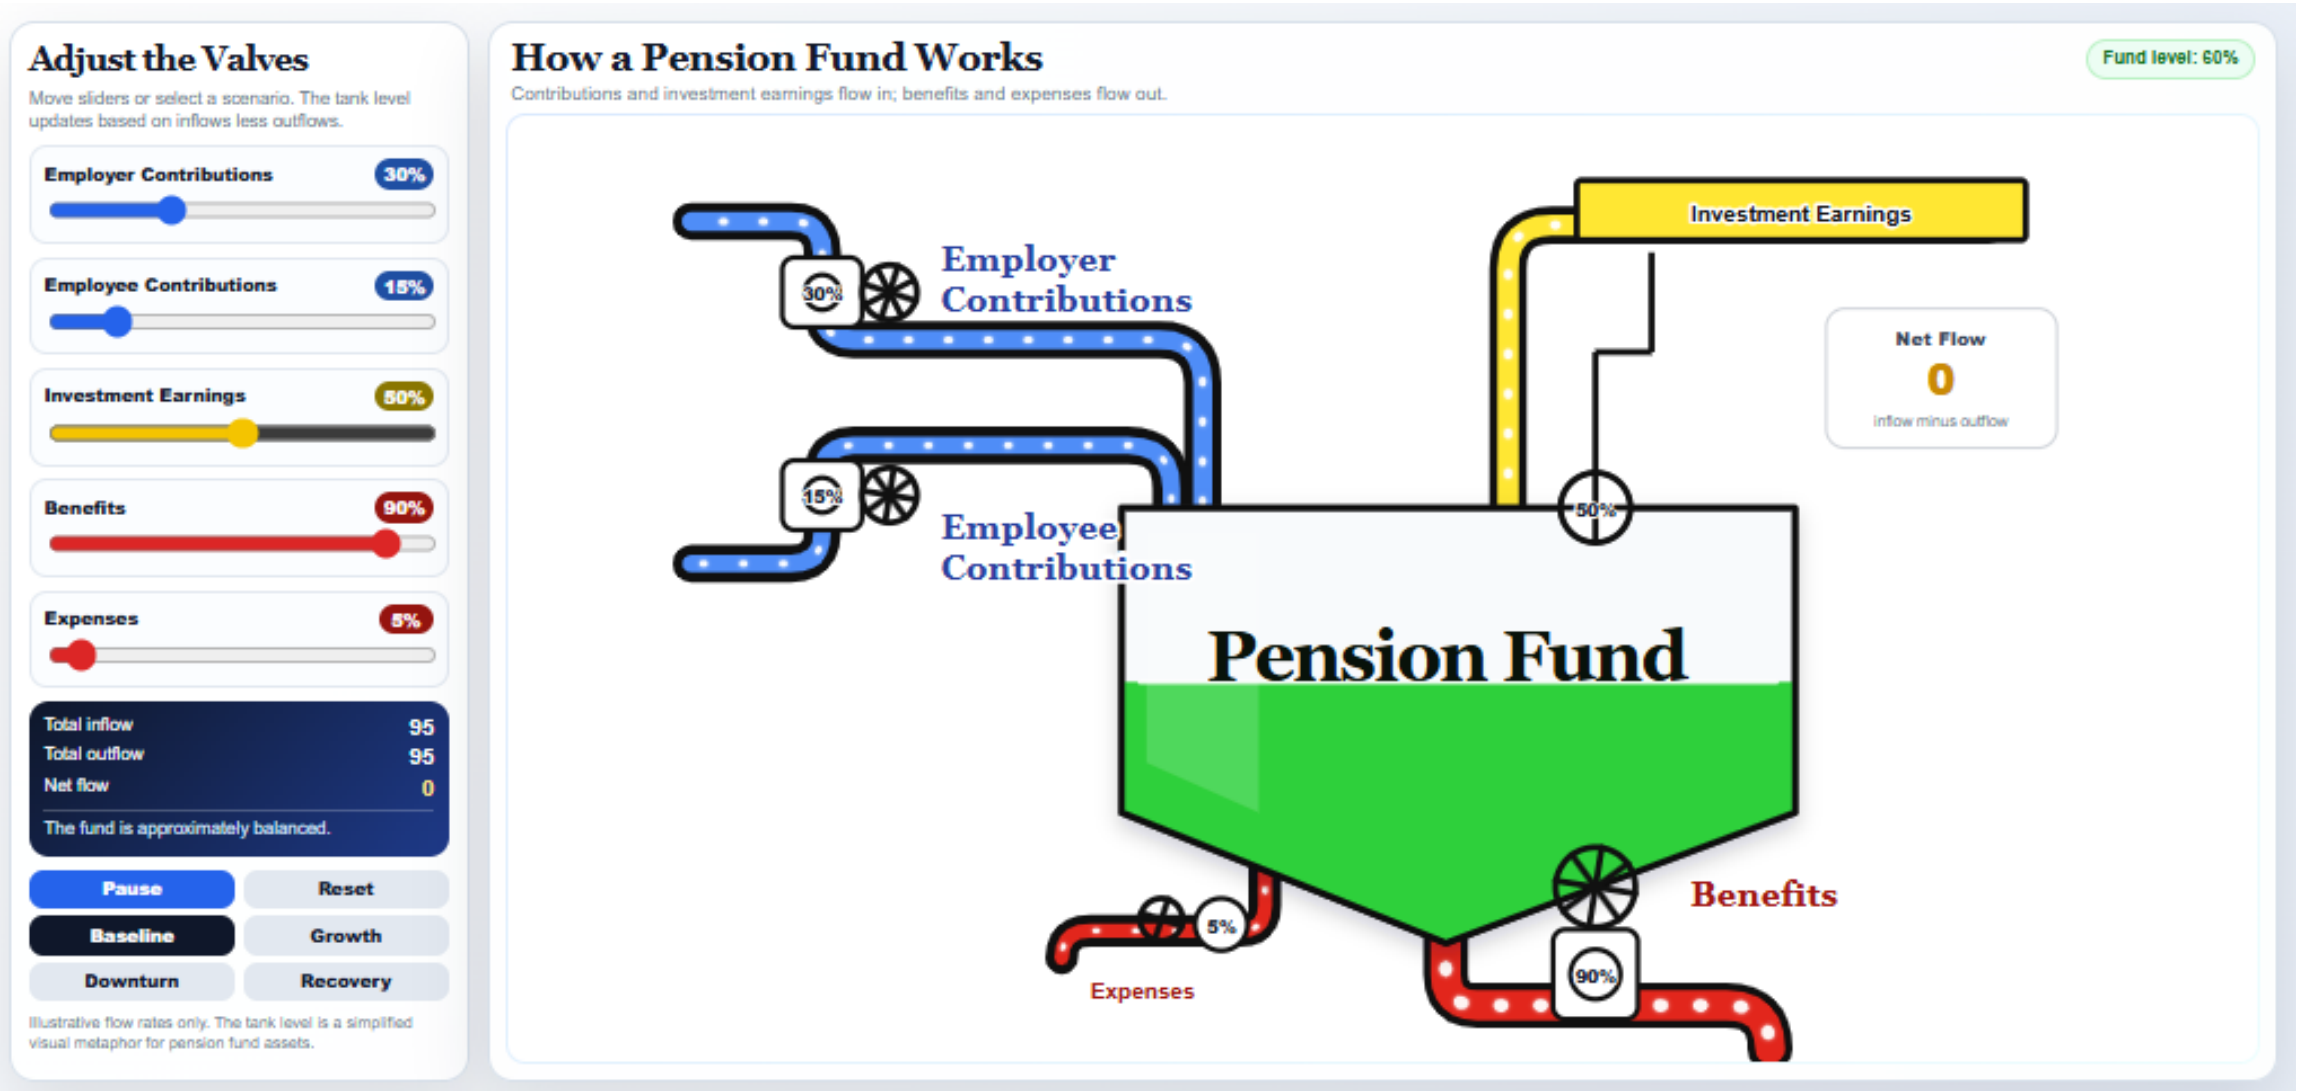 Adjust the Valves
Move sliders or select a scenario. The tank level
updates based on inflows less outflows.
Employer Contributions 30%
Employee Contributions 15%
Investment Earnings 50%
Benefits 90%
Expenses 5%
Total inflow 95
Total outflow 95
Net flow 0
The fund is approximately balanced.
Pause Reset
Baseline Growth
Downturn Recovery
Illustrative flow rates only. The tank level is a simplified
visual metaphor for pension fund assets.
How a Pension Fund Works
Fund level: 60%
Contributions and investment earnings flow in; benefits and expenses flow out.
Investment Earnings
Employer
Contributions
30%
Net Flow
0
inflow minus outflow
15%
50%
Employee
Contributions
Pension Fund
Benefits
5%
90%
Expenses